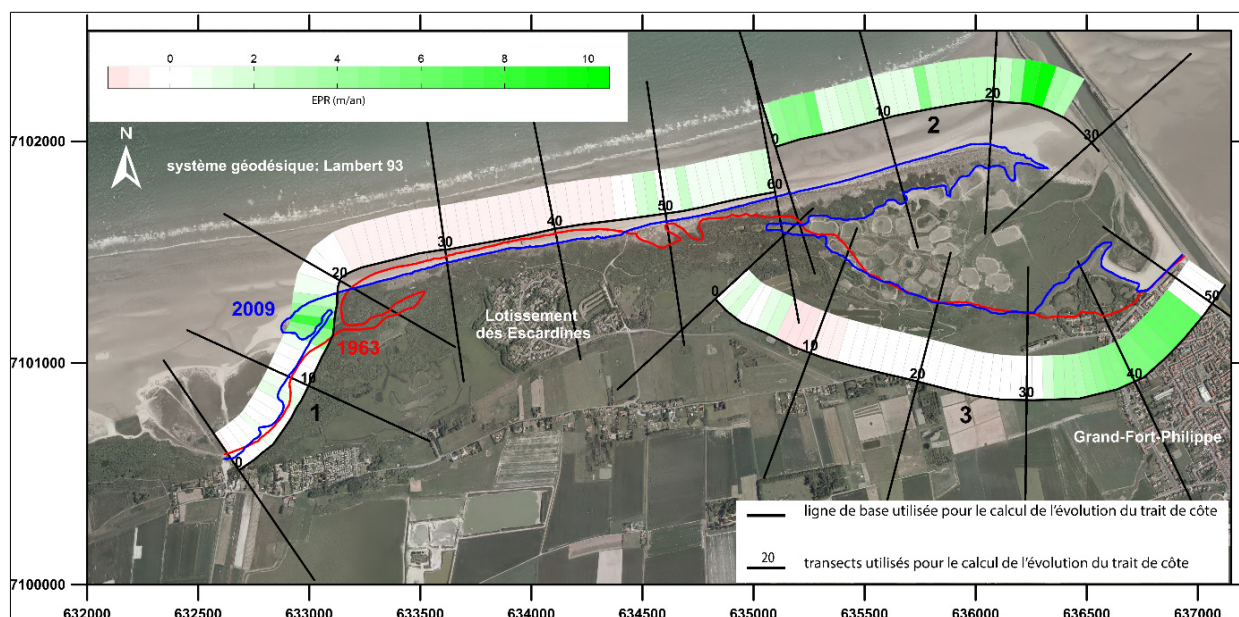 0 2 4 6 8 10
EPR (m/an)
N
système géodésique: Lambert 93
7102000
7101000
7100000
2009
1963
Lotissement
des Escardines
Grand-Fort-Philippe
1
0
10
20
30
40
50
60
2
0
10
20
30
3
0
10
20
30
40
50
ligne de base utilisée pour le calcul de l'évolution du trait de côte
20
transects utilisés pour le calcul de l'évolution du trait de côte
632000 632500 633000 633500 634000 634500 635000 635500 636000 636500 637000